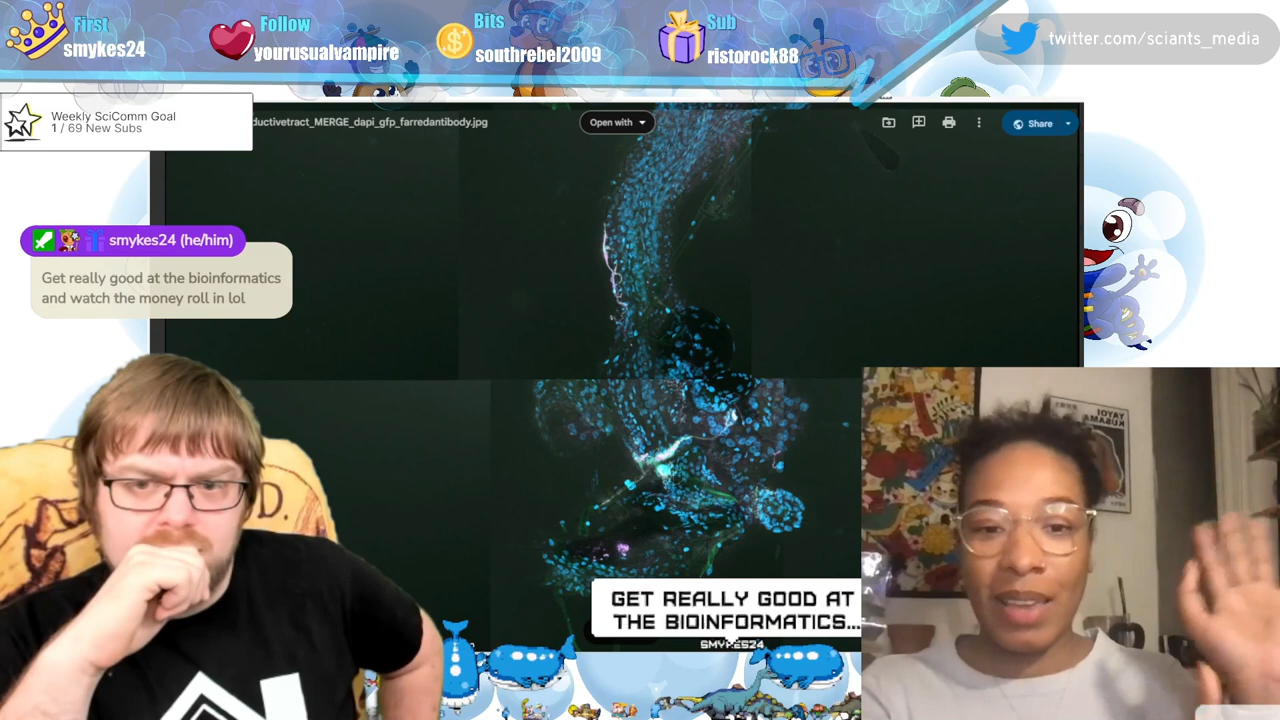 First
smykes24
Follow
yourusualvampire
Bits
southrebel2009
Sub
ristorock88
twitter.com/sciants_media
Weekly SciComm Goal
1 / 69 New Subs
ductivetract_MERGE_dapi_gfp_farredantibody.jpg
Open with
Share
smykes24 (he/him)
Get really good at the bioinformatics
and watch the money roll in lol
YAYOI
KUSAMA
D.
GET REALLY GOOD AT
THE BIOINFORMATICS...
SMYKES24